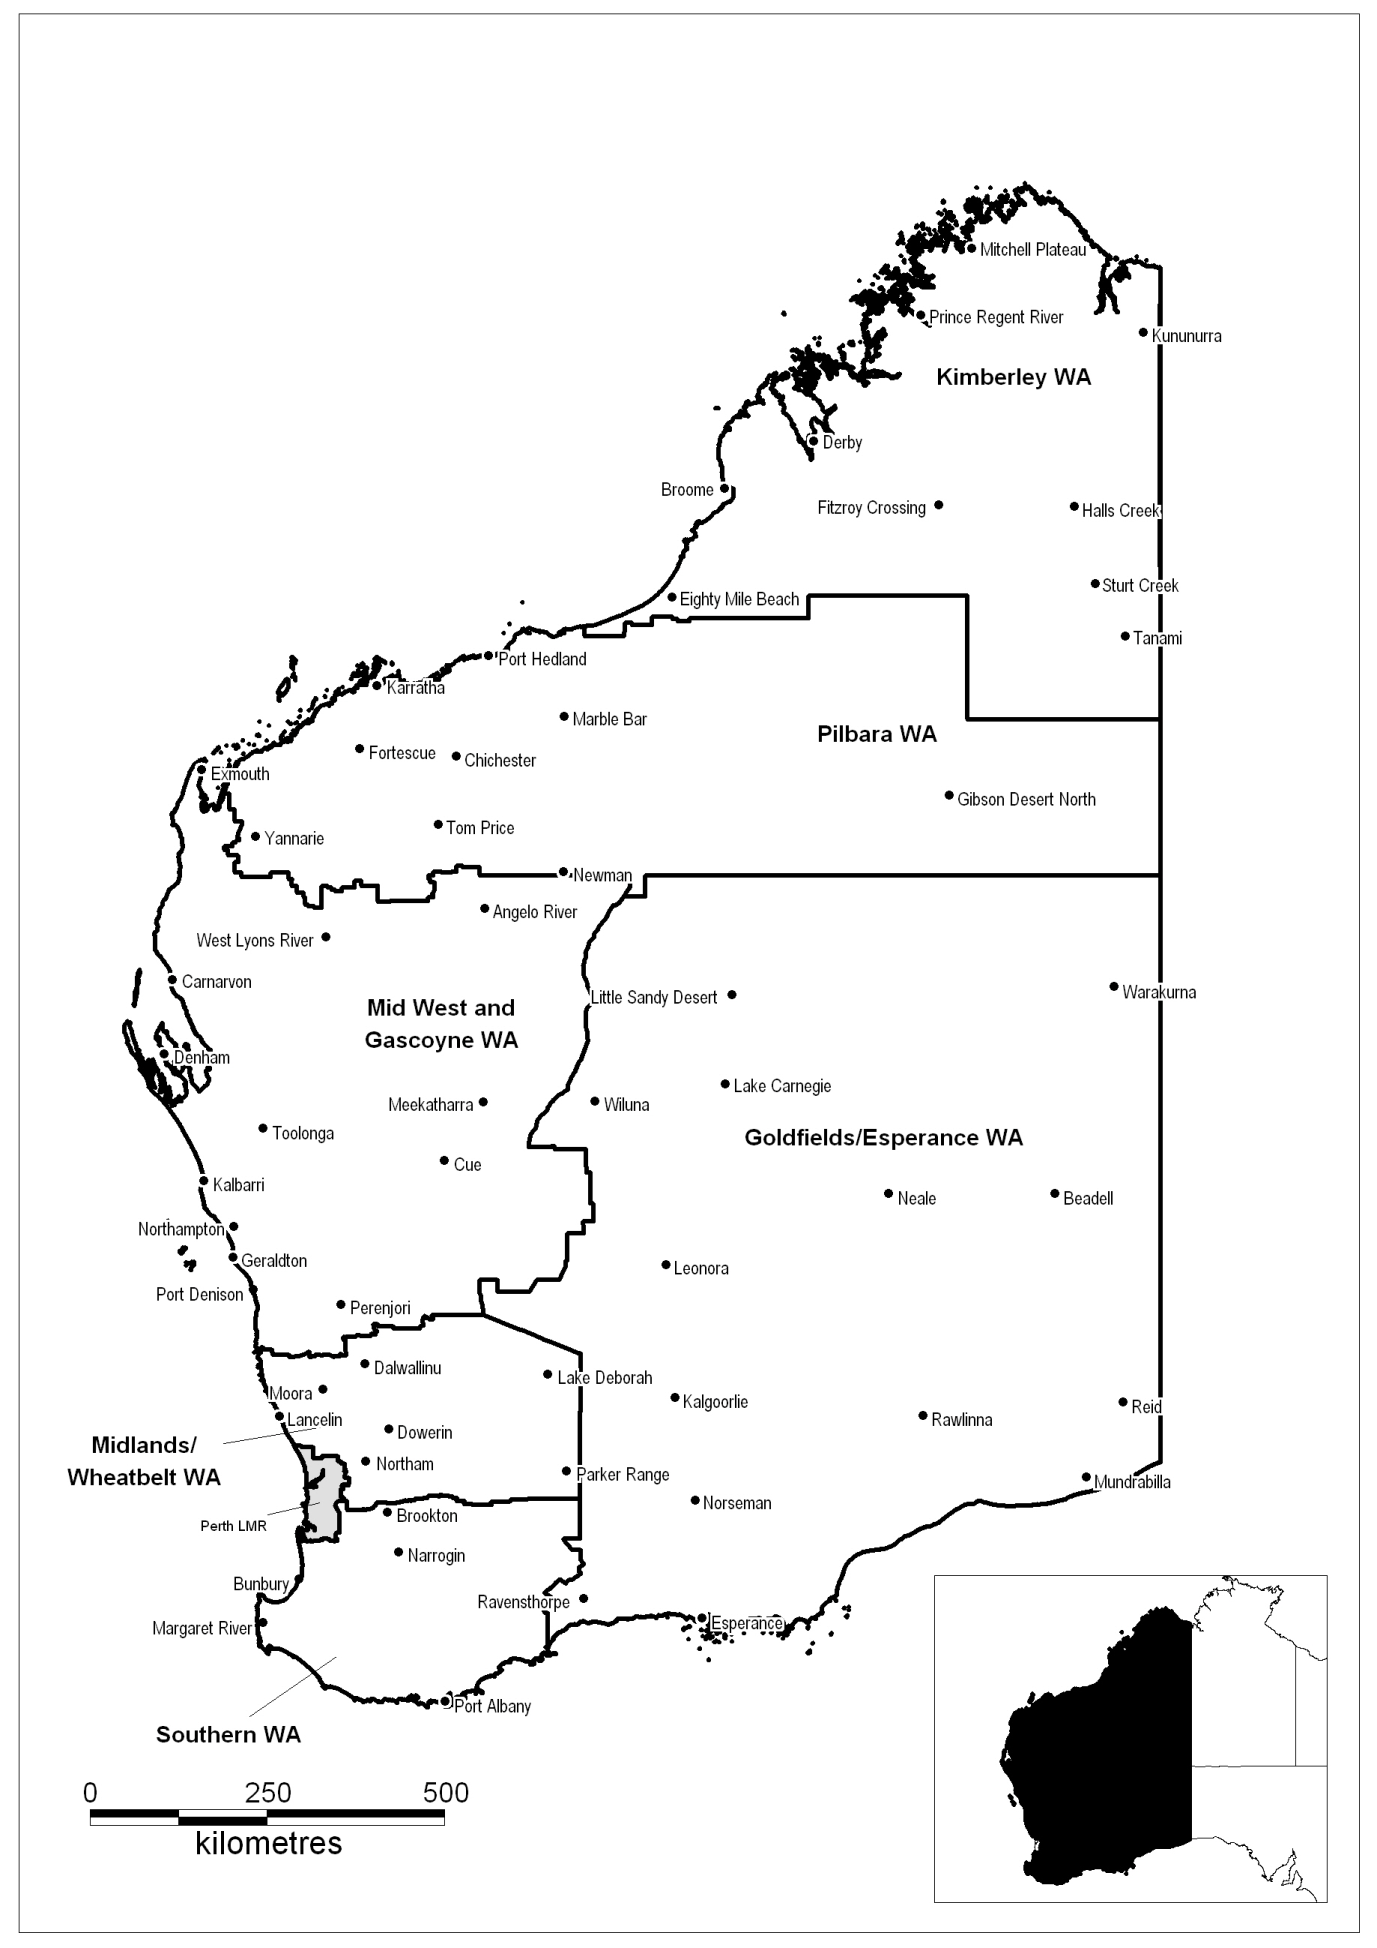 Mitchell Plateau
Prince Regent River
Kununurra
Kimberley WA
Derby
Broome
Fitzroy Crossing
Halls Creek
Sturt Creek
Eighty Mile Beach
Tanami
Port Hedland
Karratha
Marble Bar
Pilbara WA
Fortescue
Chichester
Exmouth
Gibson Desert North
Tom Price
Yannarie
Newman
Angelo River
West Lyons River
Carnarvon
Warakurna
Little Sandy Desert
Mid West and
Gascoyne WA
Denham
Lake Carnegie
Meekatharra
Wiluna
Toolonga
Goldfields/Esperance WA
Cue
Kalbarri
Neale
Beadell
Northampton
Geraldton
Leonora
Port Denison
Perenjori
Dalwallinu
Lake Deborah
Moora
Kalgoorlie
Reid
Lancelin
Rawlinna
Dowerin
Midlands/
Wheatbelt WA
Northam
Parker Range
Mundrabilla
Norseman
Brookton
Perth LMR
Narrogin
Bunbury
Ravensthorpe
Esperance
Margaret River
Port Albany
Southern WA
0 250 500
kilometres